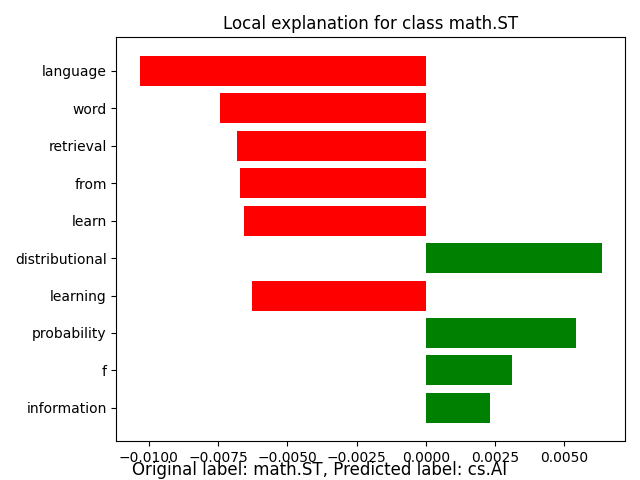 Local explanation for class math.ST
language
word
retrieval
from
learn
distributional
learning
probability
f
information
−0.0100 −0.0075 −0.0050 −0.0025 0.0000 0.0025 0.0050
Original label: math.ST, Predicted label: cs.AI